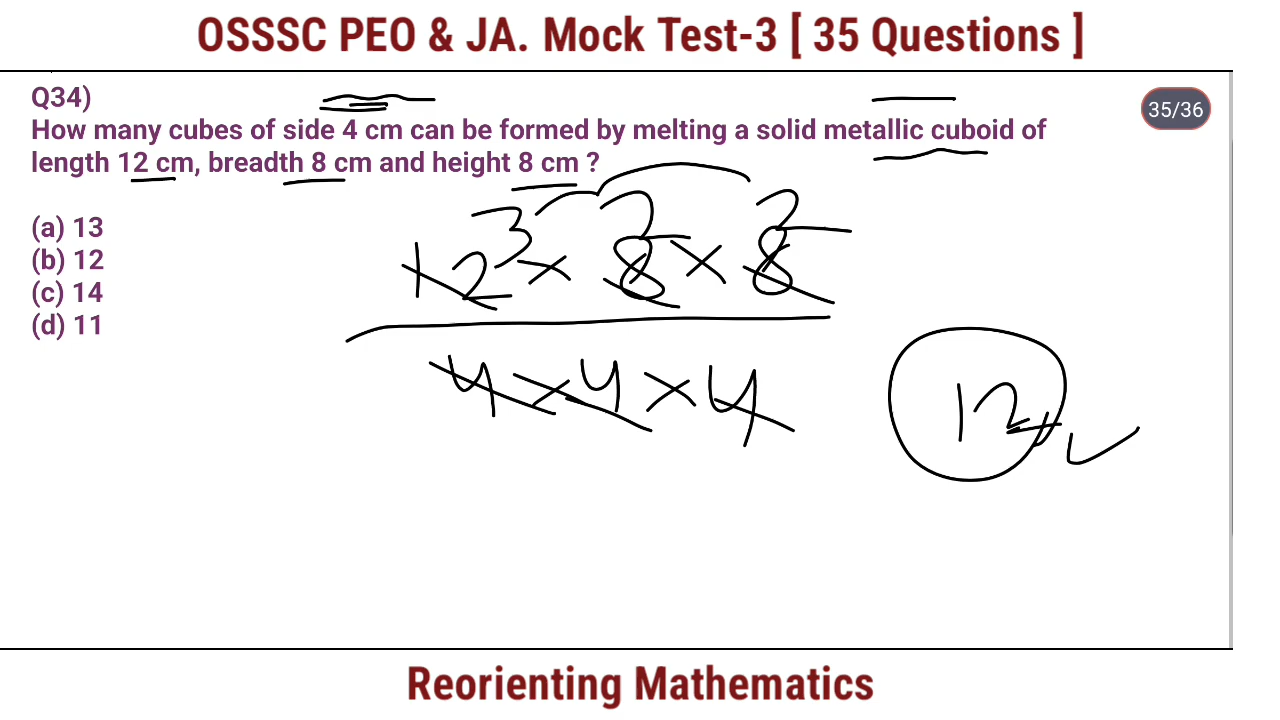 OSSSC PEO & JA. Mock Test-3 [ 35 Questions ]
Q34)
35/36
How many cubes of side 4 cm can be formed by melting a solid metallic cuboid of
length 12 cm, breadth 8 cm and height 8 cm ?
(a) 13
(b) 12
(c) 14
(d) 11
3 2 2
12 × 8 × 8
4 × 4 × 4
12
Reorienting Mathematics